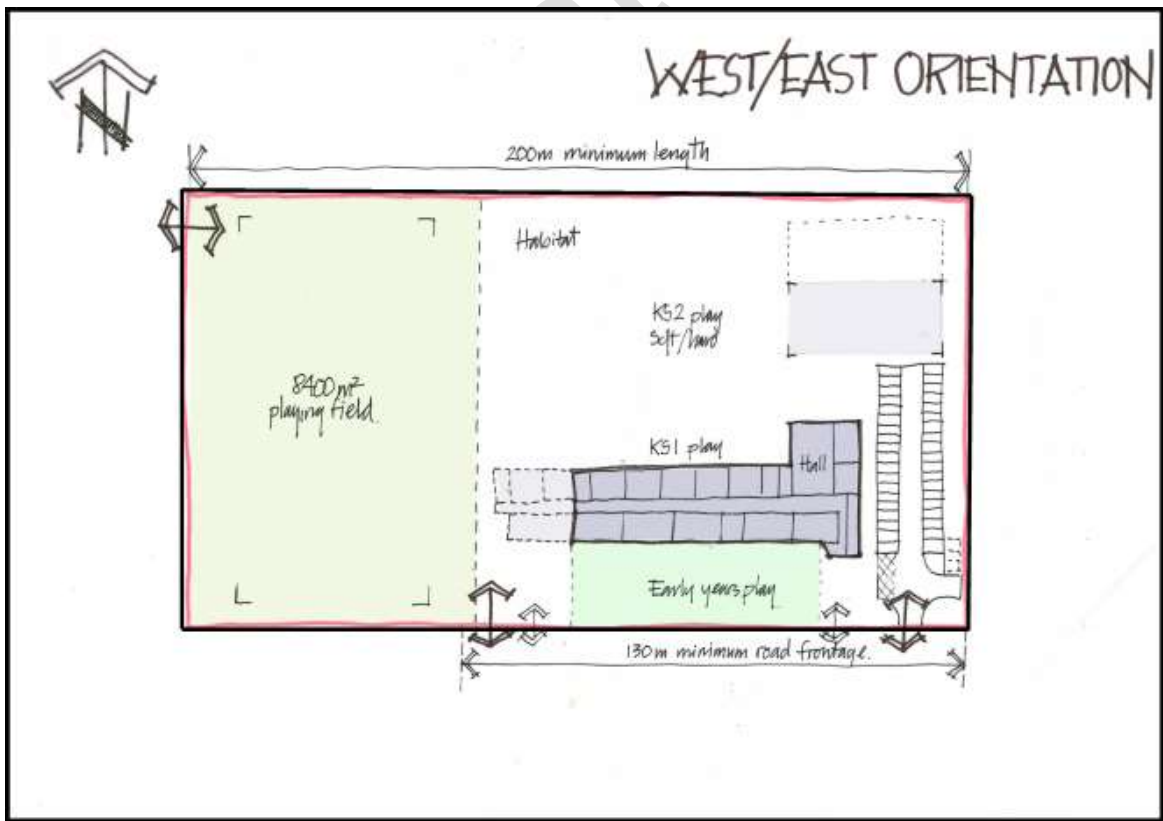 N
WEST/EAST ORIENTATION
200m minimum length
Habitat
KS2 play
Soft/hard
8400m²
playing field.
KS1 play
Hall
Early years play
130m minimum road frontage.